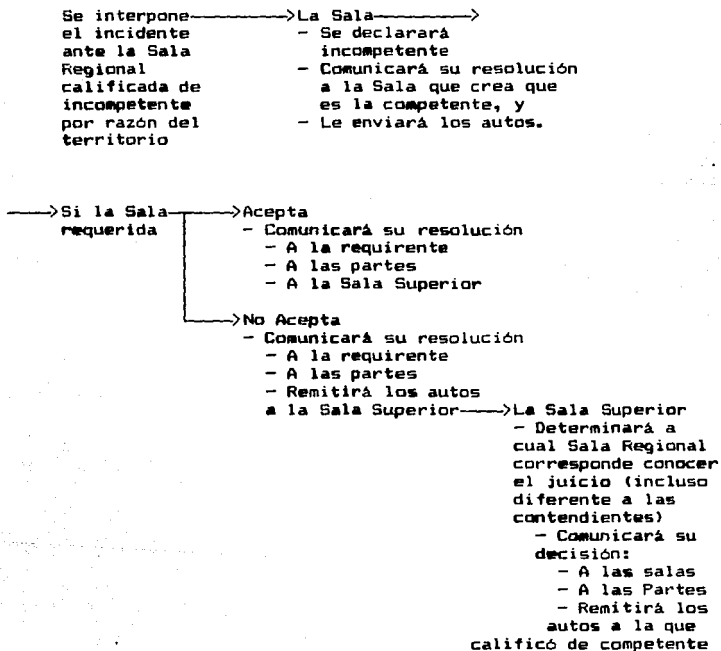 Se interpone────────>La Sala──────────>
el incidente - Se declarará
ante la Sala incompetente
Regional - Comunicará su resolución
calificada de a la Sala que crea que
incompetente es la competente, y
por razón del - Le enviará los autos.
territorio
───>Si la Sala────────>Acepta
requerida - Comunicará su resolución
- A la requirente
- A las partes
- A la Sala Superior
───>No Acepta
- Comunicará su resolución
- A la requirente
- A las partes
- Remitirá los autos
a la Sala Superior────>La Sala Superior
- Determinará a
cual Sala Regional
corresponde conocer
el juicio (incluso
diferente a las
contendientes)
- Comunicará su
decisión:
- A las salas
- A las Partes
- Remitirá los
autos a la que
calificó de competente